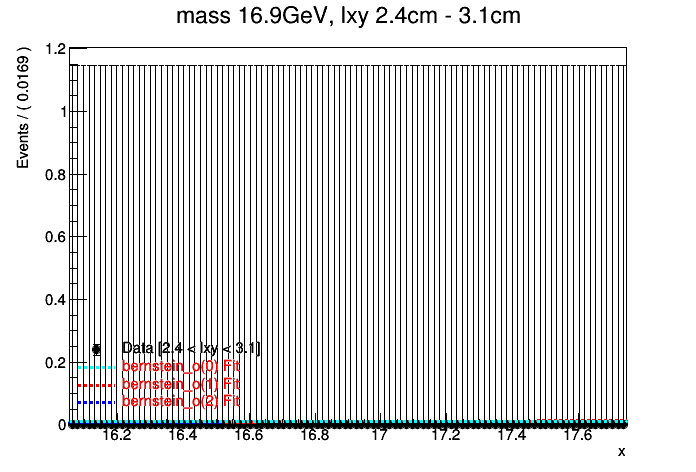 mass 16.9GeV, lxy 2.4cm - 3.1cm
Events / ( 0.0169 )
1.2
1
0.8
0.6
0.4
0.2
0
Data [2.4 < lxy < 3.1]
bernstein_o(0) Fit
bernstein_o(1) Fit
bernstein_o(2) Fit
16.2 16.4 16.6 16.8 17 17.2 17.4 17.6
x